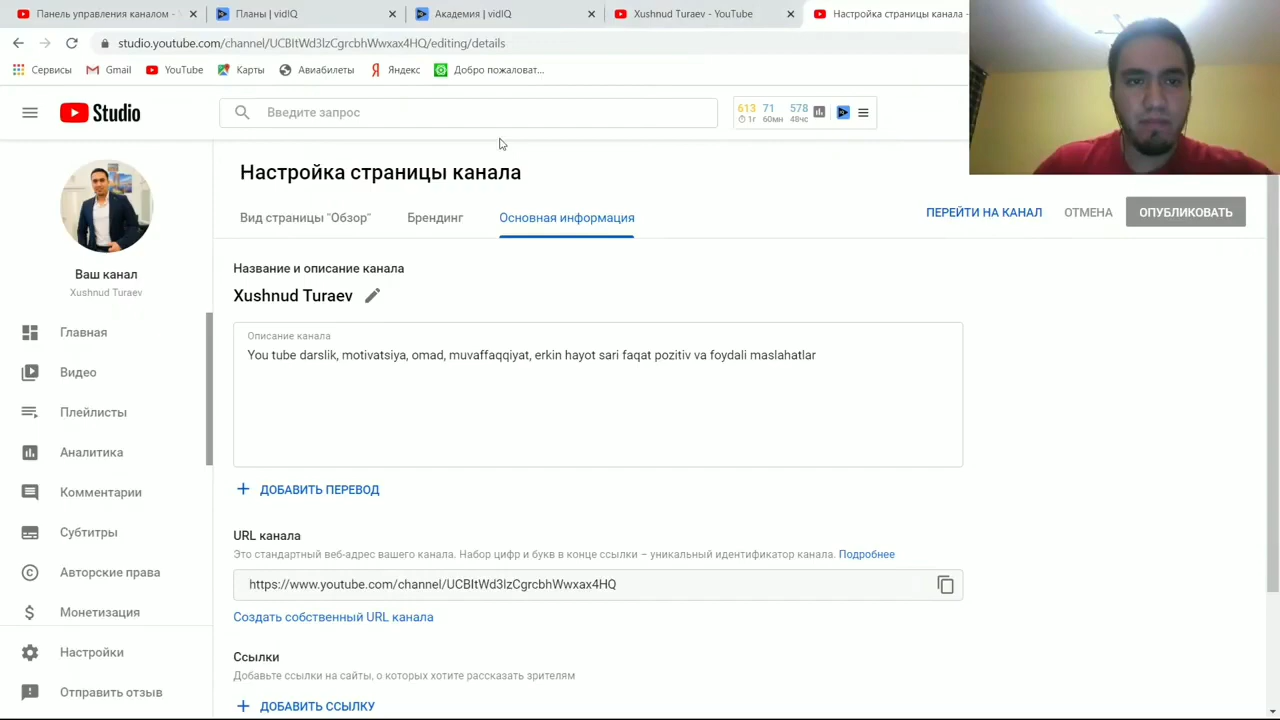 Панель управления каналом - Y
Планы | vidIQ
Академия | vidIQ
Xushnud Turaev - YouTube
Настройка страницы канала -
studio.youtube.com/channel/UCBItWd3lzCgrcbhWwxax4HQ/editing/details
Сервисы
Gmail
YouTube
Карты
Авиабилеты
Яндекс
Добро пожаловат...
Studio
Введите запрос
613 71 578
1г 60мн 48чс
Настройка страницы канала
Вид страницы "Обзор"
Брендинг
Основная информация
ПЕРЕЙТИ НА КАНАЛ
ОТМЕНА
ОПУБЛИКОВАТЬ
Ваш канал
Xushnud Turaev
Главная
Видео
Плейлисты
Аналитика
Комментарии
Субтитры
Авторские права
Монетизация
Настройки
Отправить отзыв
Название и описание канала
Xushnud Turaev
Описание канала
You tube darslik, motivatsiya, omad, muvaffaqqiyat, erkin hayot sari faqat pozitiv va foydali maslahatlar
ДОБАВИТЬ ПЕРЕВОД
URL канала
Это стандартный веб-адрес вашего канала. Набор цифр и букв в конце ссылки – уникальный идентификатор канала. Подробнее
https://www.youtube.com/channel/UCBItWd3lzCgrcbhWwxax4HQ
Создать собственный URL канала
Ссылки
Добавьте ссылки на сайты, о которых хотите рассказать зрителям
ДОБАВИТЬ ССЫЛКУ